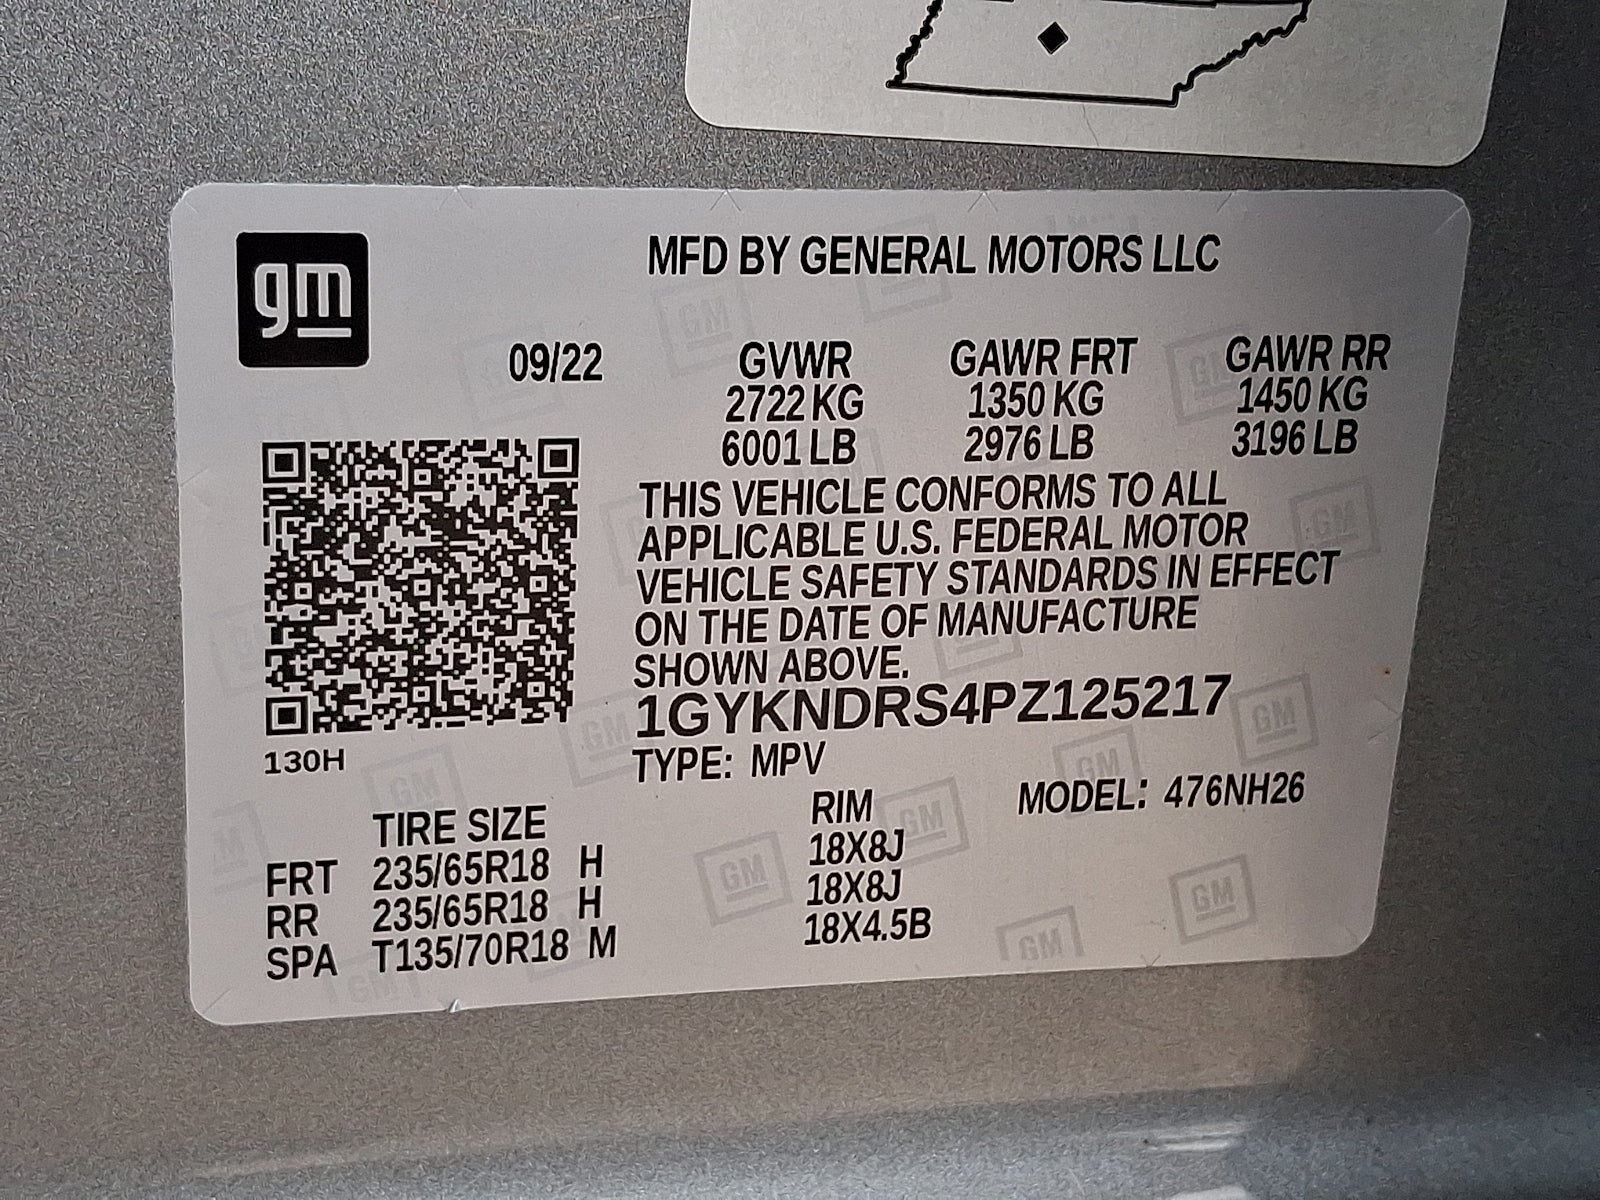 gm
MFD BY GENERAL MOTORS LLC
09/22 GVWR GAWR FRT GAWR RR
2722 KG 1350 KG 1450 KG
6001 LB 2976 LB 3196 LB
THIS VEHICLE CONFORMS TO ALL
APPLICABLE U.S. FEDERAL MOTOR
VEHICLE SAFETY STANDARDS IN EFFECT
ON THE DATE OF MANUFACTURE
SHOWN ABOVE.
1GYKNDRS4PZ125217
130H
TYPE: MPV
RIM MODEL: 476NH26
TIRE SIZE
FRT 235/65R18 H 18X8J
RR 235/65R18 H 18X8J
SPA T135/70R18 M 18X4.5B